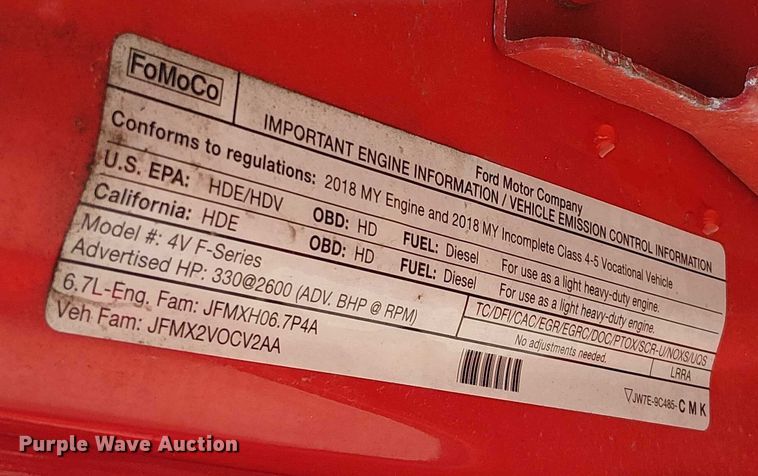 FoMoCo
Ford Motor Company
IMPORTANT ENGINE INFORMATION / VEHICLE EMISSION CONTROL INFORMATION
Conforms to regulations: 2018 MY Engine and 2018 MY Incomplete Class 4-5 Vocational Vehicle
U.S. EPA: HDE/HDV OBD: HD FUEL: Diesel For use as a light heavy-duty engine.
California: HDE OBD: HD FUEL: Diesel For use as a light heavy-duty engine.
Model #: 4V F-Series
Advertised HP: 330@2600 (ADV. BHP @ RPM)
TC/DFI/CAC/EGR/EGRC/DOC/PTOX/SCR-U/NOXS/UQS
6.7L-Eng. Fam: JFMXH06.7P4A
No adjustments needed.
LRRA
Veh Fam: JFMX2VOCV2AA
JW7E-9C485-CMK
Purple Wave Auction